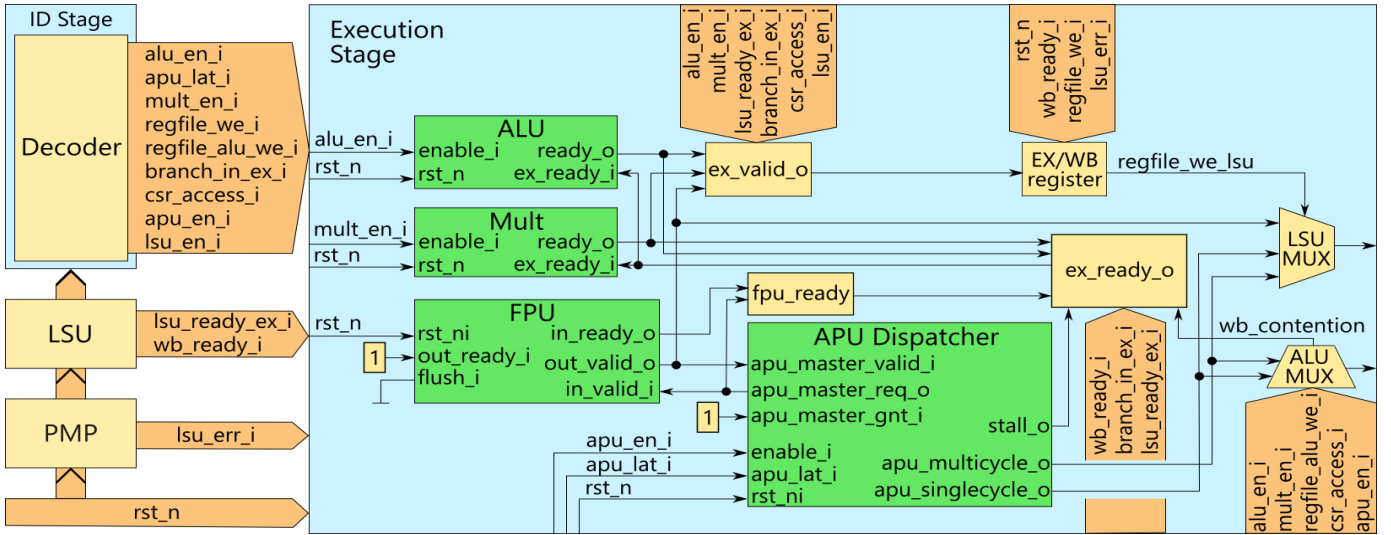 ID Stage
Decoder
alu_en_i
apu_lat_i
mult_en_i
regfile_we_i
regfile_alu_we_i
branch_in_ex_i
csr_access_i
apu_en_i
lsu_en_i
LSU
lsu_ready_ex_i
wb_ready_i
PMP
lsu_err_i
rst_n
Execution
Stage
alu_en_i
rst_n
ALU
enable_i
ready_o
rst_n
ex_ready_i
mult_en_i
rst_n
Mult
enable_i
ready_o
rst_n
ex_ready_i
rst_n
FPU
rst_ni
in_ready_o
out_ready_i
out_valid_o
flush_i
in_valid_i
1
alu_en_i
mult_en_i
lsu_ready_ex_i
branch_in_ex_i
csr_access_i
lsu_en_i
ex_valid_o
rst_n
wb_ready_i
regfile_we_i
lsu_err_i
EX/WB
register
regfile_we_lsu
LSU
MUX
ex_ready_o
fpu_ready
APU Dispatcher
apu_master_valid_i
apu_master_req_o
apu_master_gnt_i
1
stall_o
apu_en_i
enable_i
apu_multicycle_o
apu_lat_i
apu_lat_i
rst_n
rst_ni
apu_singlecycle_o
wb_ready_i
branch_in_ex_i
lsu_ready_ex_i
wb_contention
ALU
MUX
alu_en_i
mult_en_i
regfile_alu_we_i
csr_access_i
apu_en_i